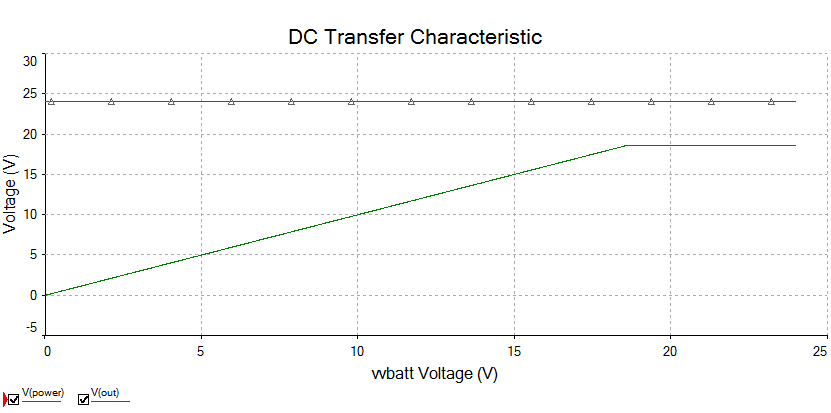 DC Transfer Characteristic
30
25
20
15
10
5
0
-5
Voltage (V)
0 5 10 15 20 25
vvbatt Voltage (V)
V(power) V(out)